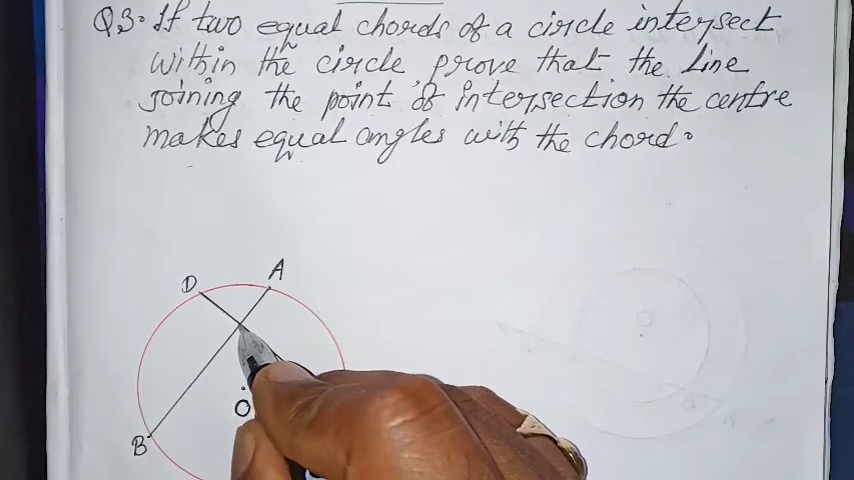 Q3. If two equal chords of a circle intersect
within the circle, prove that the line
joining the point of intersection the centre
makes equal angles with the chord.
D A
O
B